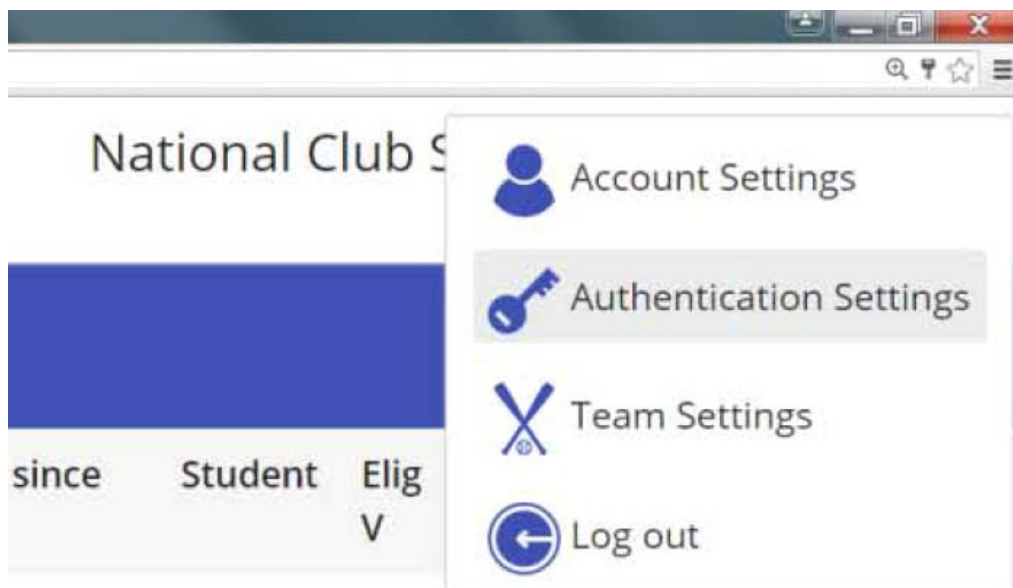 National Club S
Account Settings
Authentication Settings
Team Settings
since Student Elig
V
Log out